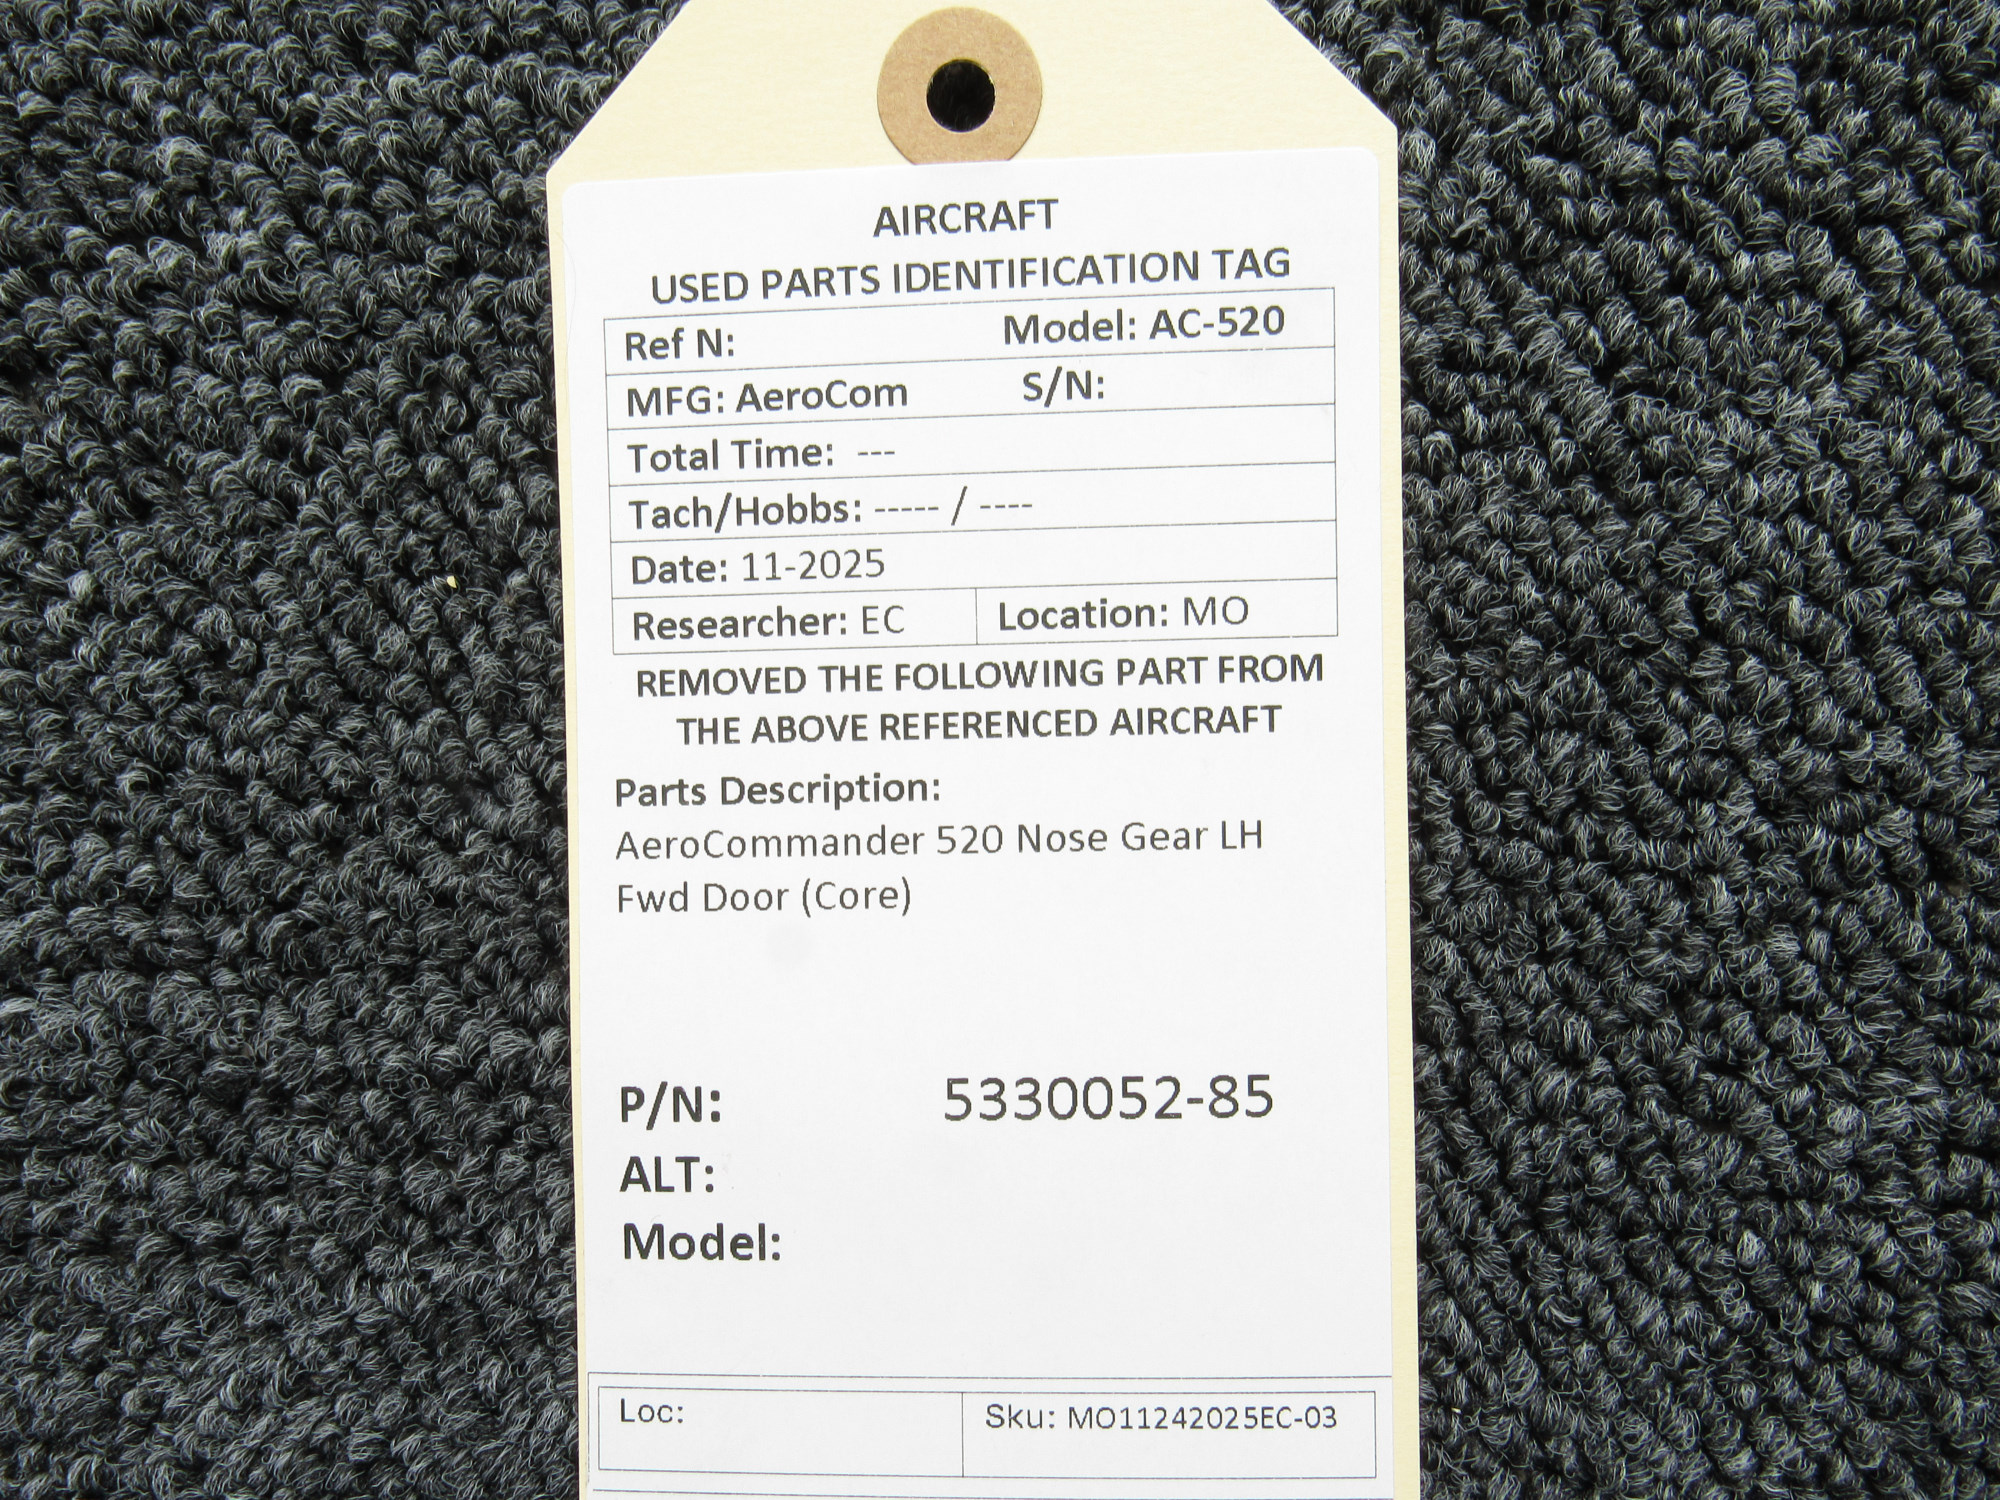 AIRCRAFT
USED PARTS IDENTIFICATION TAG
Ref N: Model: AC-520
MFG: AeroCom S/N:
Total Time: ---
Tach/Hobbs: ----- / ----
Date: 11-2025
Researcher: EC Location: MO
REMOVED THE FOLLOWING PART FROM
THE ABOVE REFERENCED AIRCRAFT
Parts Description:
AeroCommander 520 Nose Gear LH
Fwd Door (Core)
P/N: 5330052-85
ALT:
Model:
Loc: Sku: MO11242025EC-03